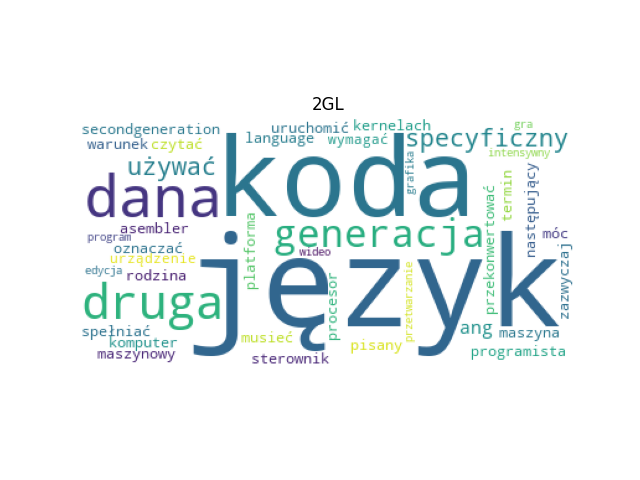 2GL
secondgeneration
uruchomić
kernelach
gra
warunek
czytać
language
wymagać
specyficzny
intensywny
używać
koda
grafika
dana
termin
następujący
przekonwertować
asembler
generacja
platforma
program
oznaczać
wideo
móc
urządzenie
język
zazwyczaj
edycja
rodzina
procesor
przetwarzanie
druga
spełniać
musieć
ang
maszyna
komputer
pisany
programista
maszynowy
sterownik